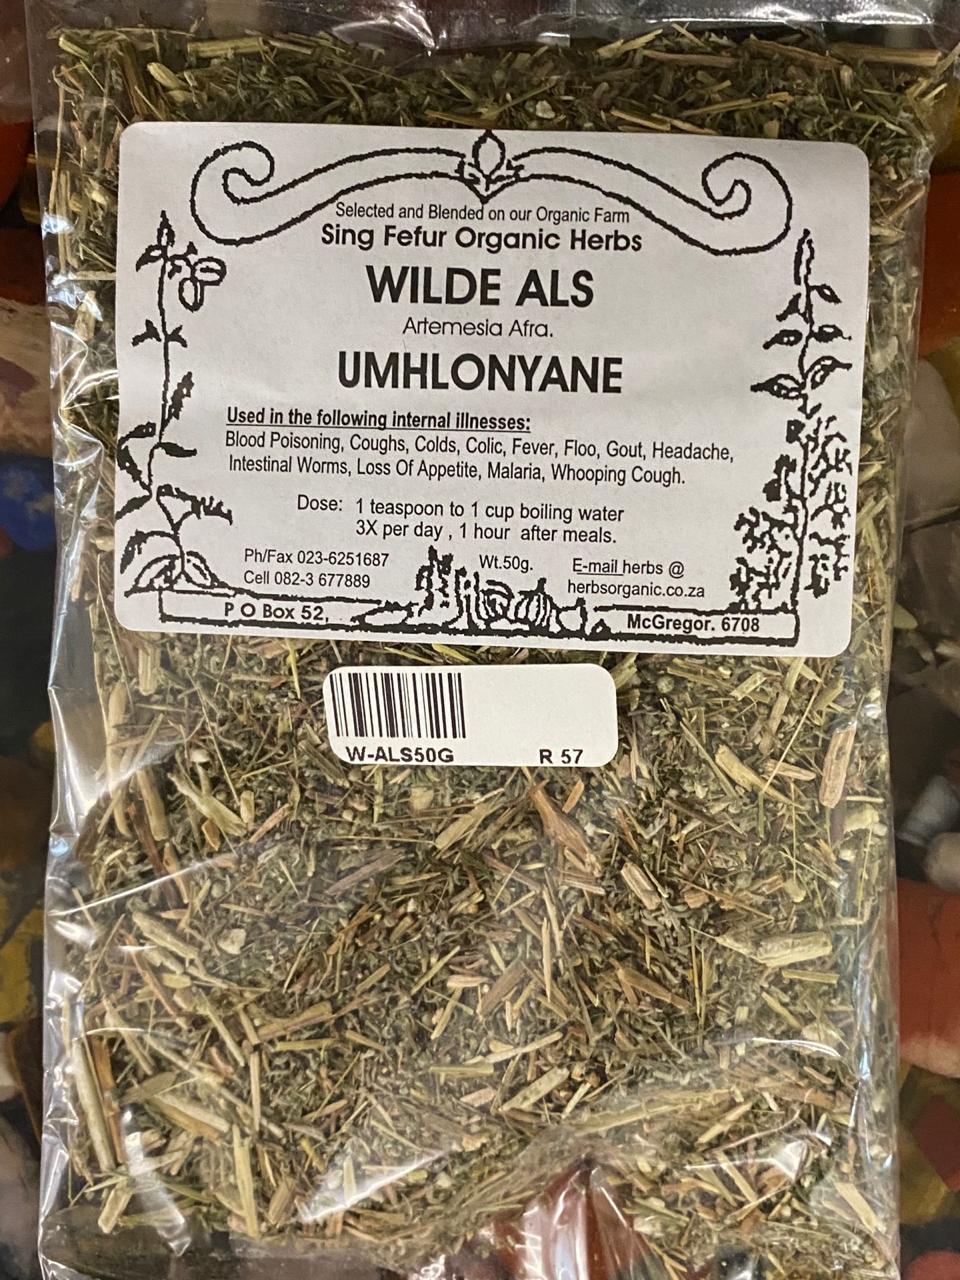 Selected and Blended on our Organic Farm
Sing Fefur Organic Herbs
WILDE ALS
Artemesia Afra.
UMHLONYANE
Used in the following internal illnesses:
Blood Poisoning, Coughs, Colds, Colic, Fever, Floo, Gout, Headache,
Intestinal Worms, Loss Of Appetite, Malaria, Whooping Cough.
Dose: 1 teaspoon to 1 cup boiling water
3X per day , 1 hour after meals.
Ph/Fax 023-6251687
Cell 082-3 677889
Wt.50g.
E-mail herbs @
herbsorganic.co.za
P O Box 52,
McGregor. 6708
W-ALS50G R 57